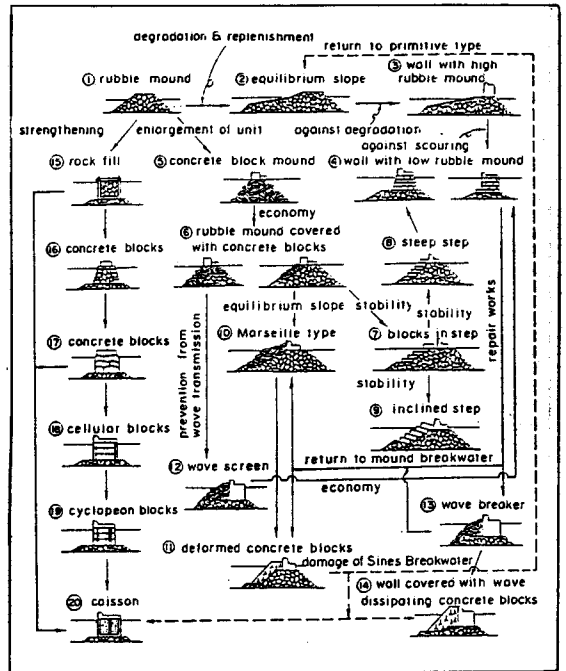 degradation & replenishment
return to primitive type
① rubble mound
② equilibrium slope
③ wall with high
rubble mound
strengthening
enlargement of unit
against degradation
against scouring
⑮ rock fill
⑤ concrete block mound
④ wall with low rubble mound
economy
⑥ rubble mound covered
with concrete blocks
⑯ concrete blocks
⑧ steep step
equilibrium slope
stability
stability
⑩ Marseille type
⑦ blocks in step
repair works
⑰ concrete blocks
prevention from
wave transmission
stability
⑨ inclined step
⑱ cellular blocks
return to mound breakwater
⑫ wave screen
economy
⑬ wave breaker
⑲ cyclopean blocks
⑪ deformed concrete blocks
damage of Sines Breakwater
⑭ wall covered with wave
dissipating concrete blocks
⑳ caisson